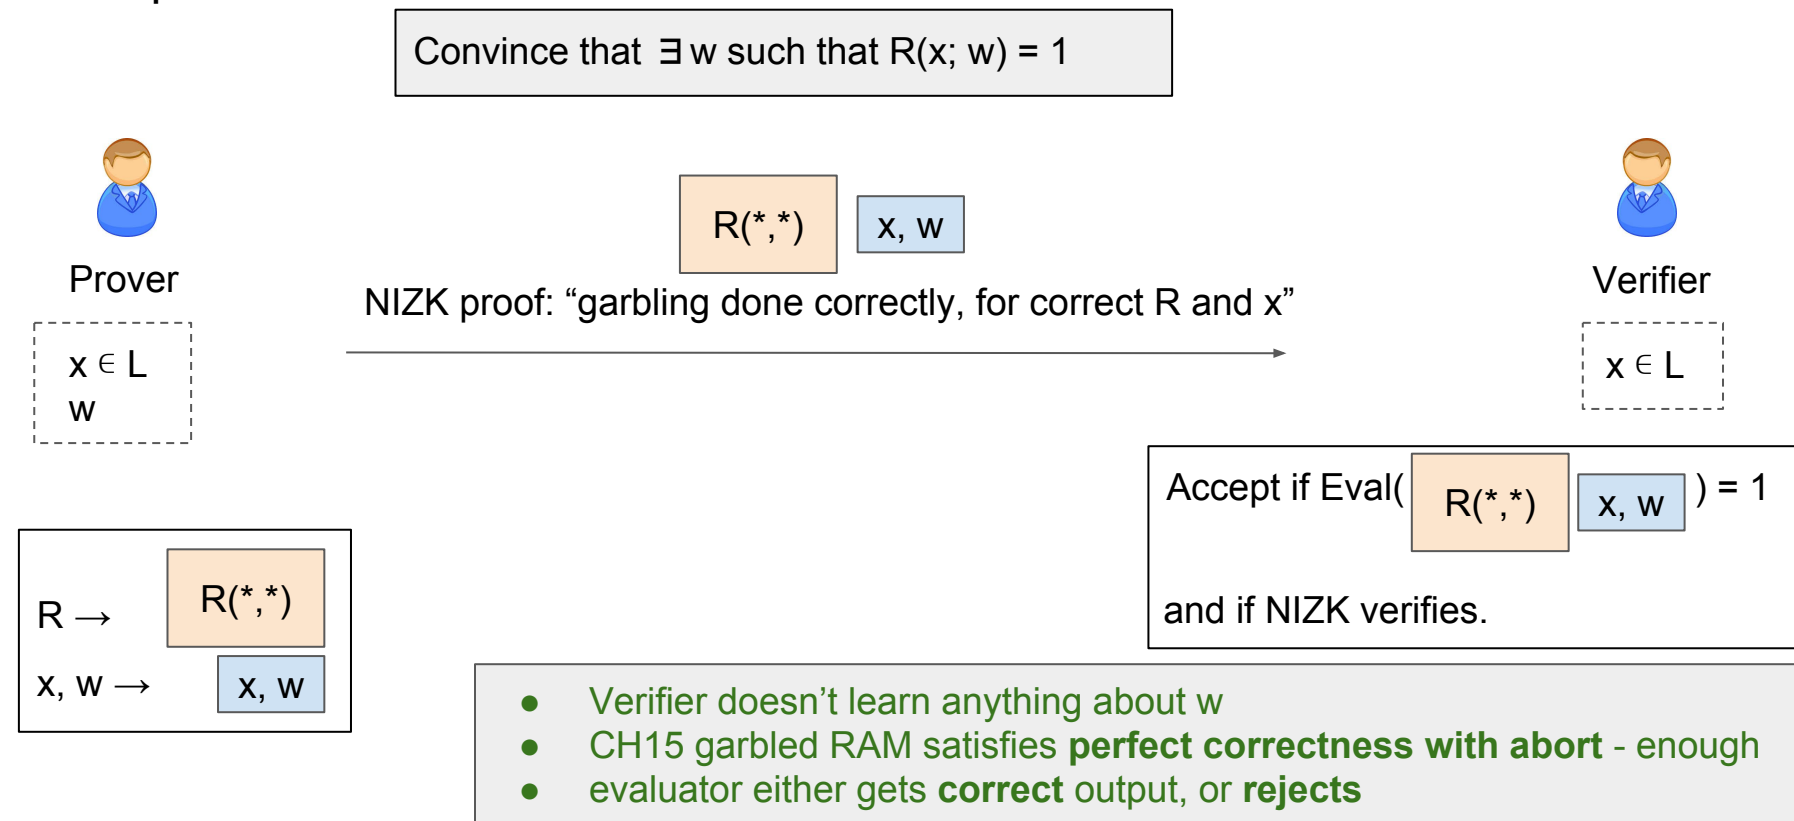 Convince that ∃ w such that R(x; w) = 1
R(*,*)
x, w
Prover
Verifier
NIZK proof: “garbling done correctly, for correct R and x”
x ∈ L
w
x ∈ L
Accept if Eval( R(*,*) x, w ) = 1
and if NIZK verifies.
R → R(*,*)
x, w → x, w
● Verifier doesn’t learn anything about w
● CH15 garbled RAM satisfies perfect correctness with abort - enough
● evaluator either gets correct output, or rejects